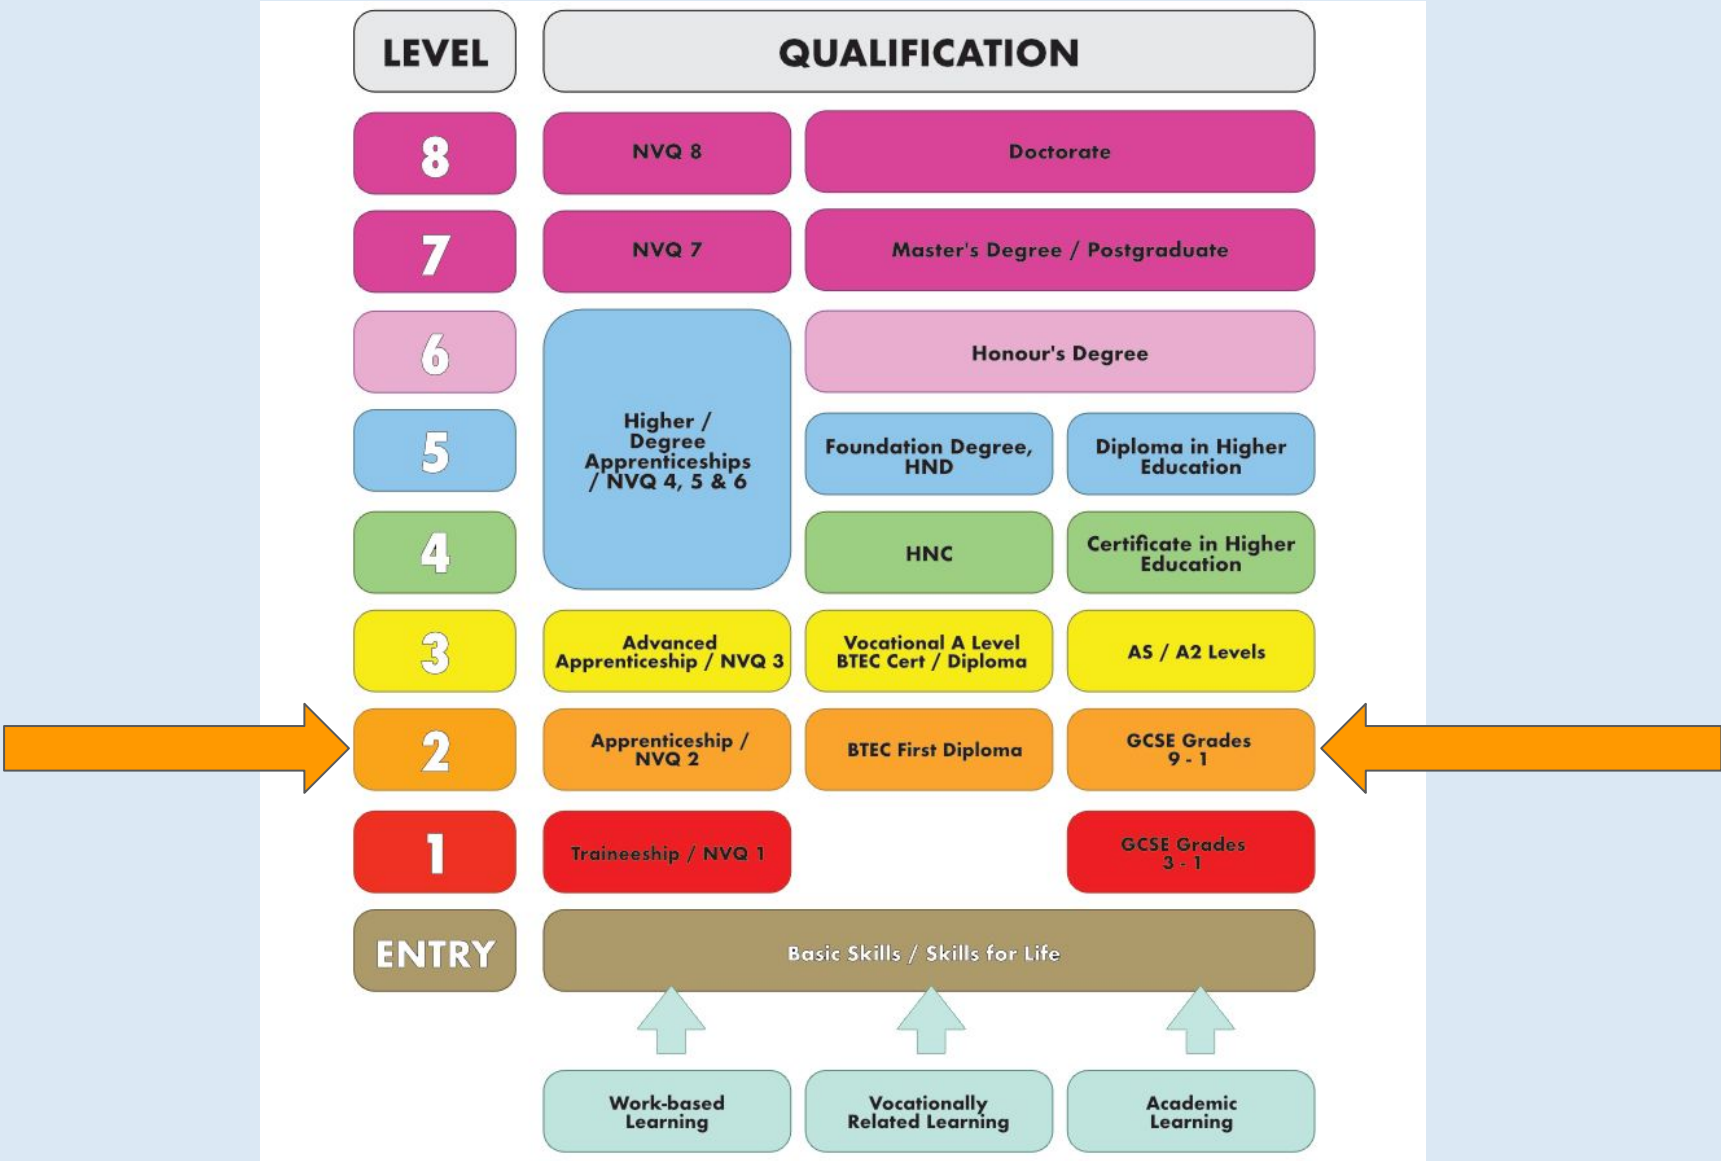 LEVEL
QUALIFICATION
8
NVQ 8
Doctorate
7
NVQ 7
Master's Degree / Postgraduate
6
Honour's Degree
Higher /
Degree
Apprenticeships
/ NVQ 4, 5 & 6
5
Foundation Degree,
HND
Diploma in Higher
Education
4
HNC
Certificate in Higher
Education
3
Advanced
Apprenticeship / NVQ 3
Vocational A Level
BTEC Cert / Diploma
AS / A2 Levels
2
Apprenticeship /
NVQ 2
BTEC First Diploma
GCSE Grades
9 - 1
1
Traineeship / NVQ 1
GCSE Grades
3 - 1
ENTRY
Basic Skills / Skills for Life
Work-based
Learning
Vocationally
Related Learning
Academic
Learning